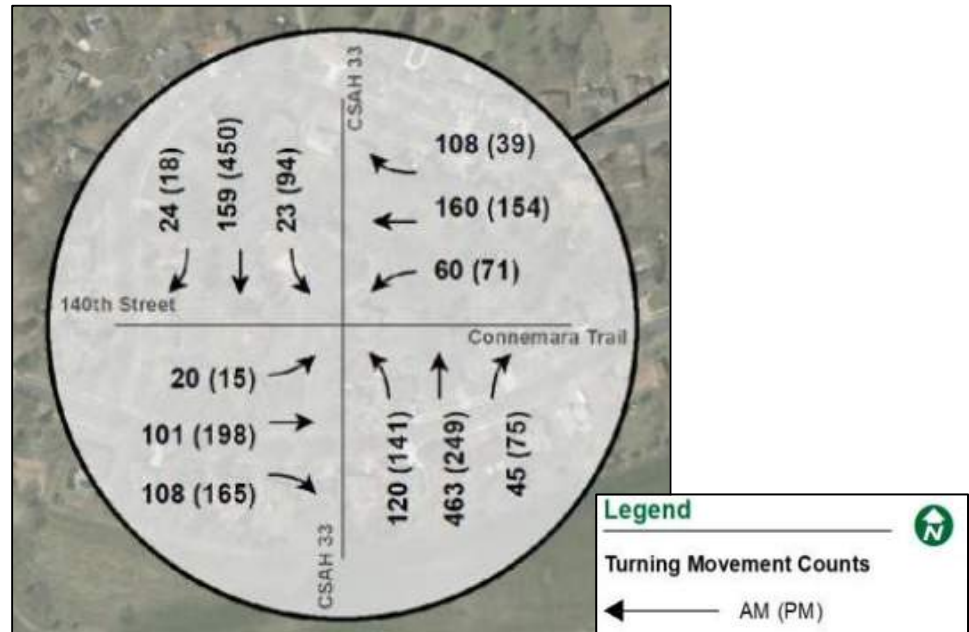 CSAH 33
24 (18)
159 (450)
23 (94)
108 (39)
160 (154)
60 (71)
140th Street
Connemara Trail
20 (15)
101 (198)
108 (165)
120 (141)
463 (249)
45 (75)
CSAH 33
Legend
N
Turning Movement Counts
AM (PM)